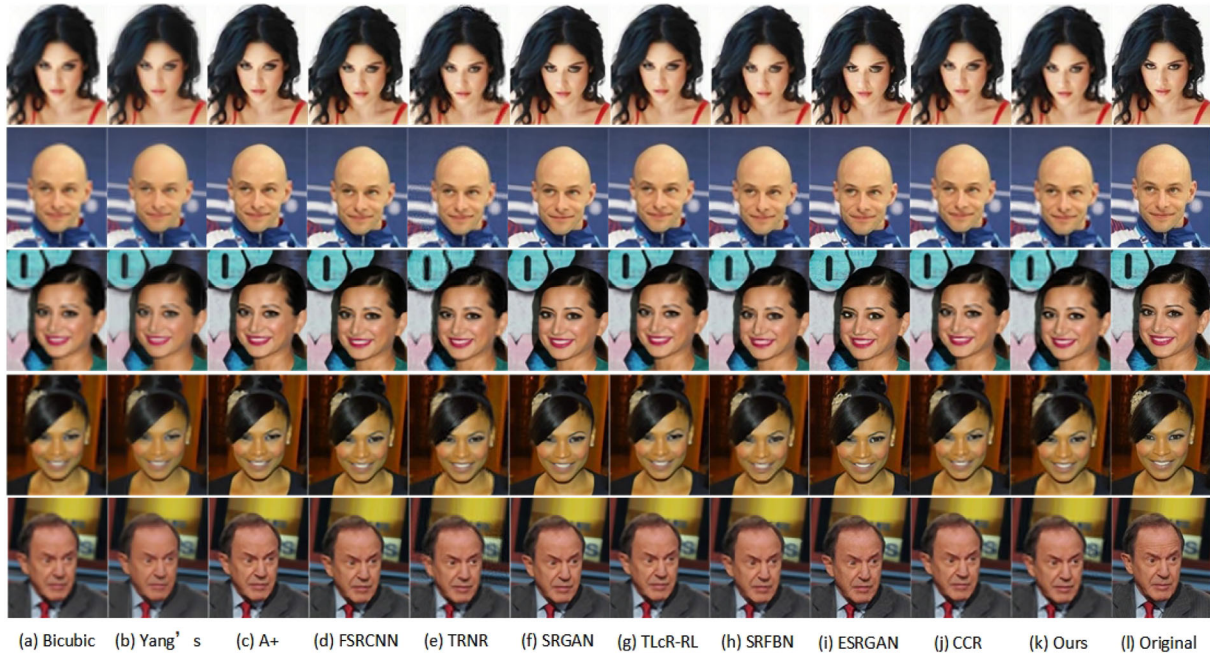 (a) Bicubic (b) Yang’s (c) A+ (d) FSRCNN (e) TRNR (f) SRGAN (g) TLcR-RL (h) SRFBN (i) ESRGAN (j) CCR (k) Ours (l) Original